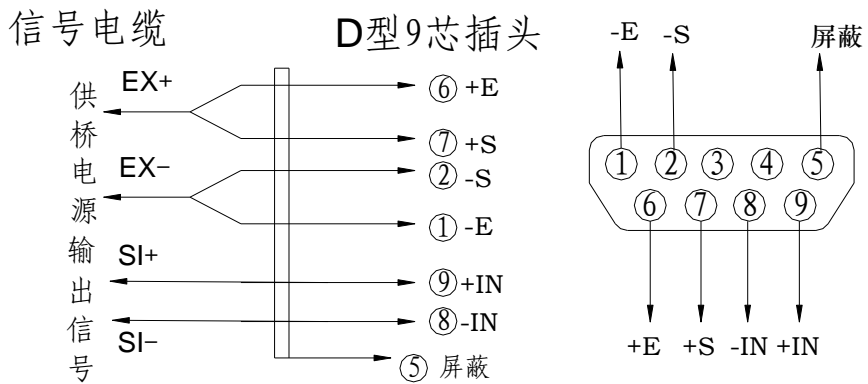 信号电缆
D型9芯插头
供桥电源输出信号
EX+
EX−
SI+
SI−
⑥ +E
⑦ +S
② -S
① -E
⑨ +IN
⑧ -IN
⑤ 屏蔽
-E -S 屏蔽
① ② ③ ④ ⑤
⑥ ⑦ ⑧ ⑨
+E +S -IN +IN